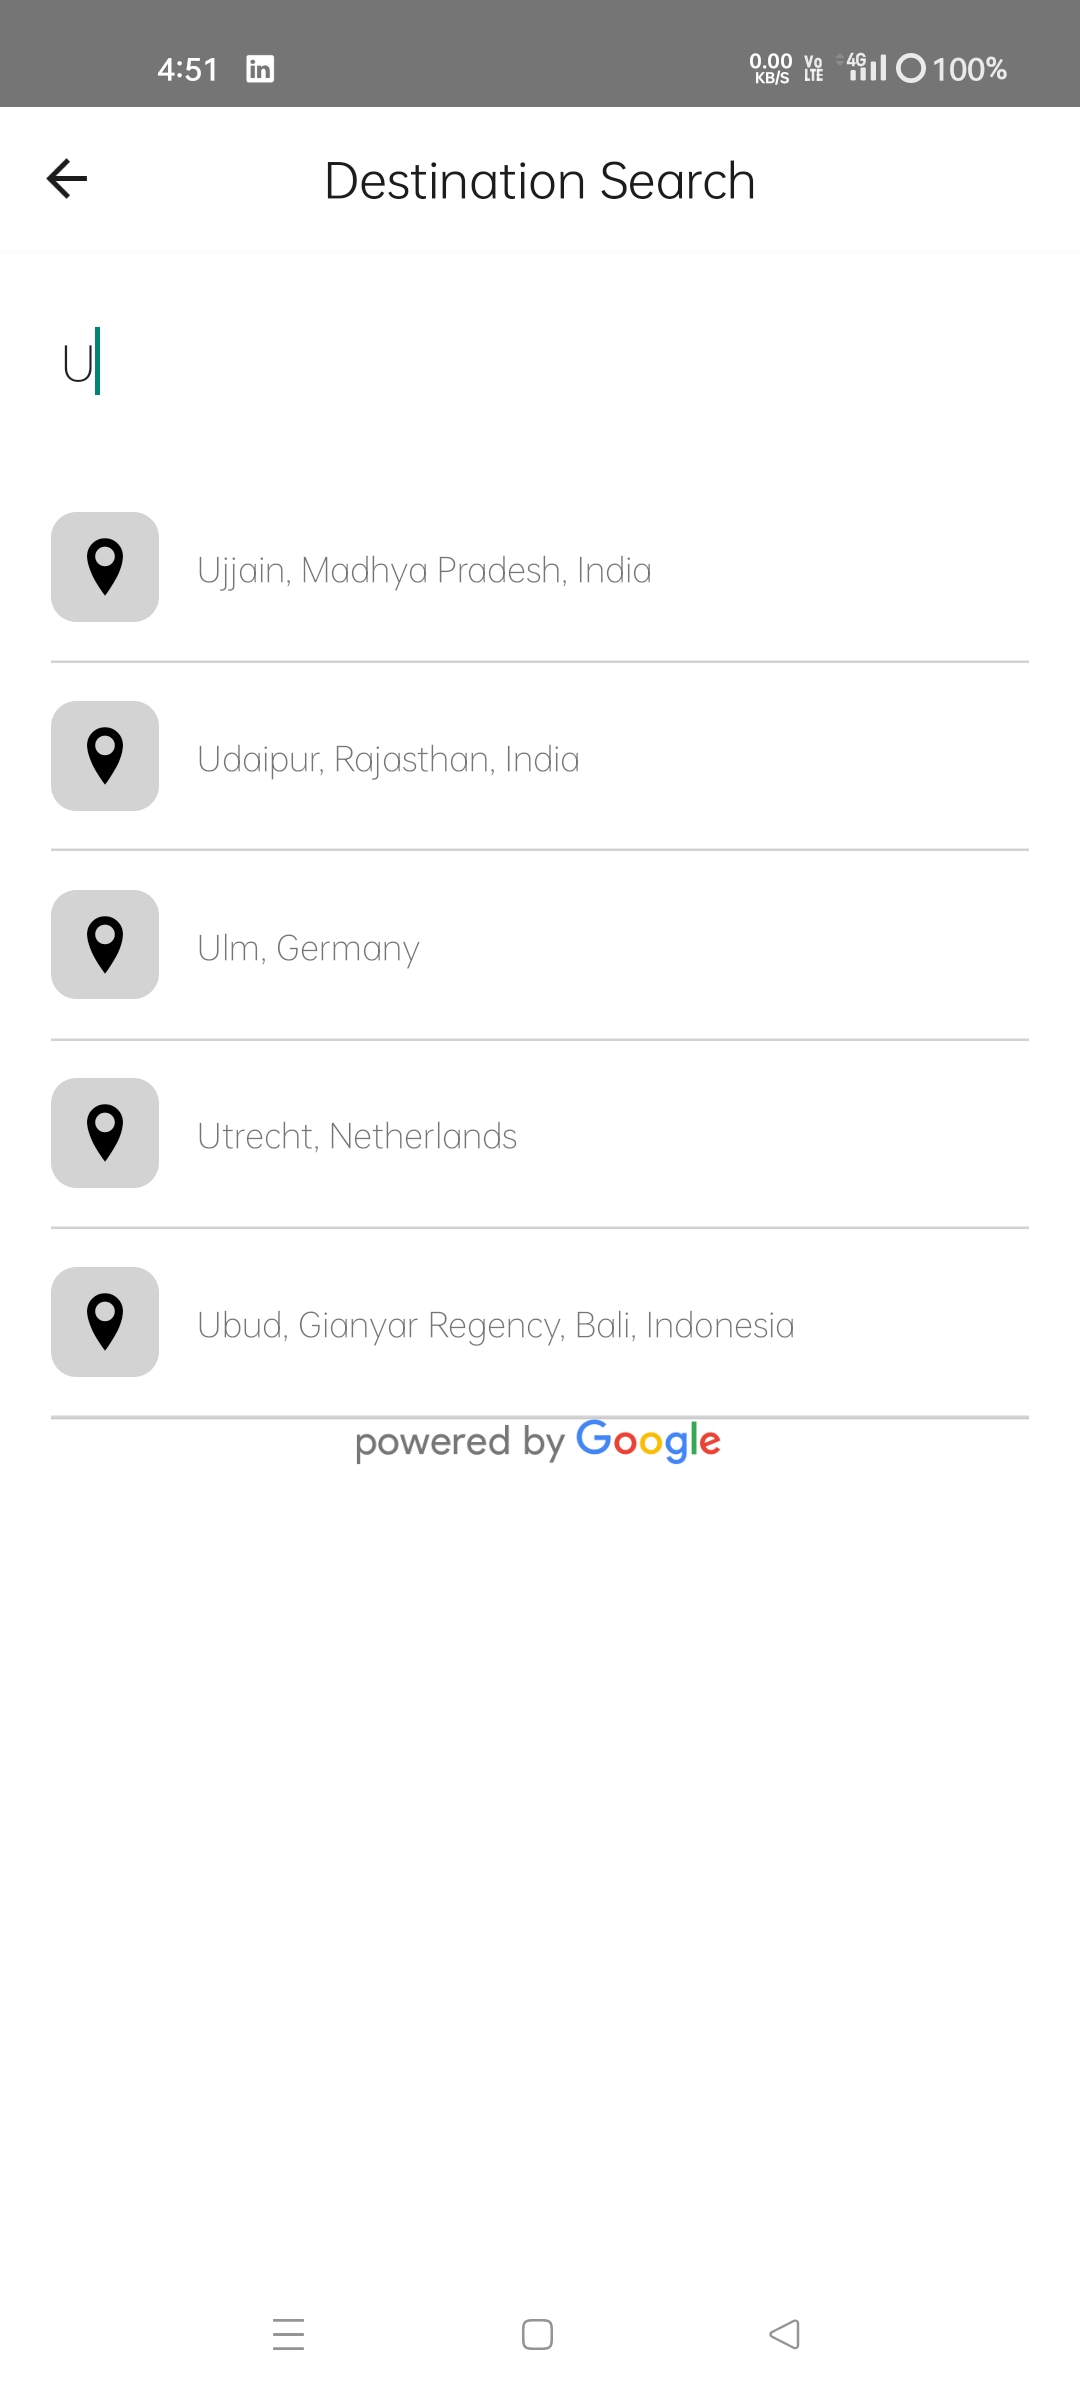 4:51 in 0.00 KB/S Vo LTE 4G 100%
Destination Search
U
Ujjain, Madhya Pradesh, India
Udaipur, Rajasthan, India
Ulm, Germany
Utrecht, Netherlands
Ubud, Gianyar Regency, Bali, Indonesia
powered by Google